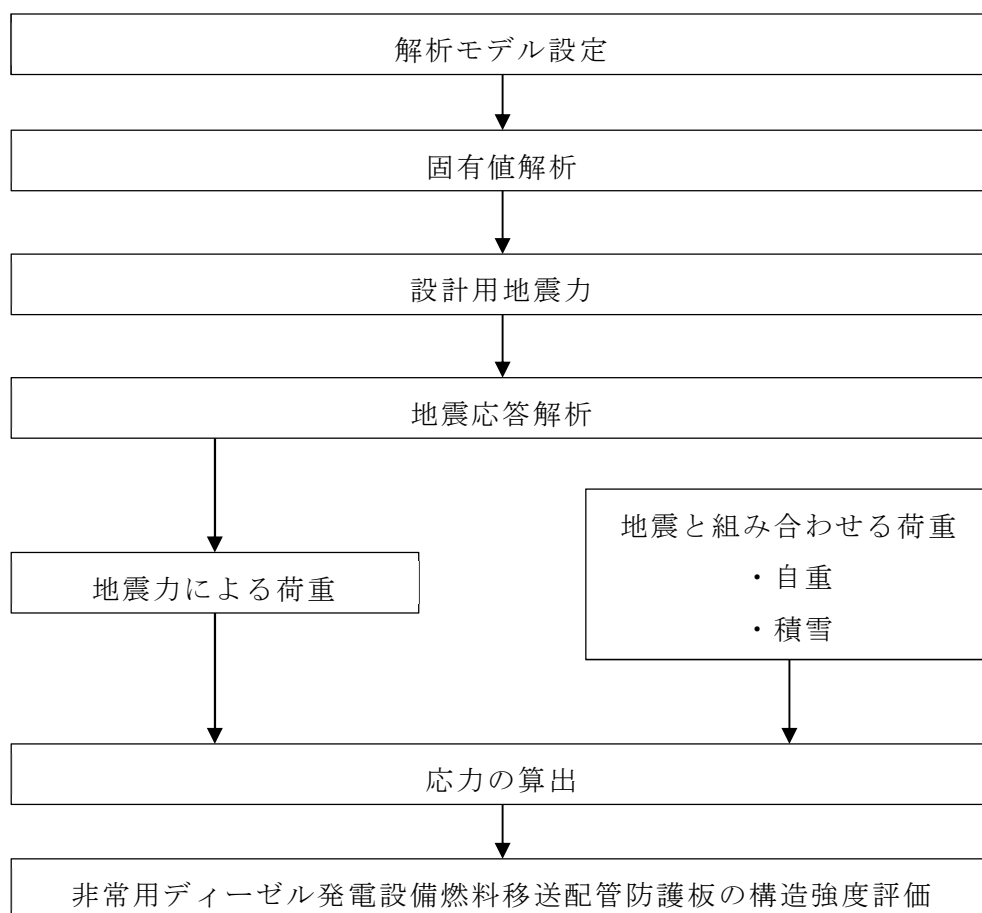 解析モデル設定
固有値解析
設計用地震力
地震応答解析
地震と組み合わせる荷重
・自重
・積雪
地震力による荷重
応力の算出
非常用ディーゼル発電設備燃料移送配管防護板の構造強度評価